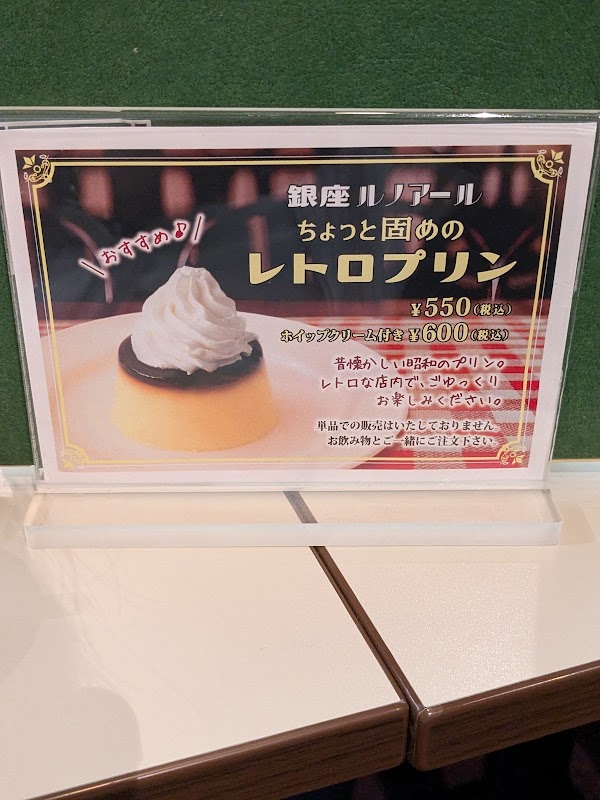 銀座 ルノアール
ちょっと固めの
レトロプリン
\おすすめ♪/
¥550(税込)
ホイップクリーム付き ¥600(税込)
昔懐かしい昭和のプリン。
レトロな店内で、ごゆっくり
お楽しみください。
単品での販売はいたしておりません。
お飲み物とご一緒にご注文下さい。